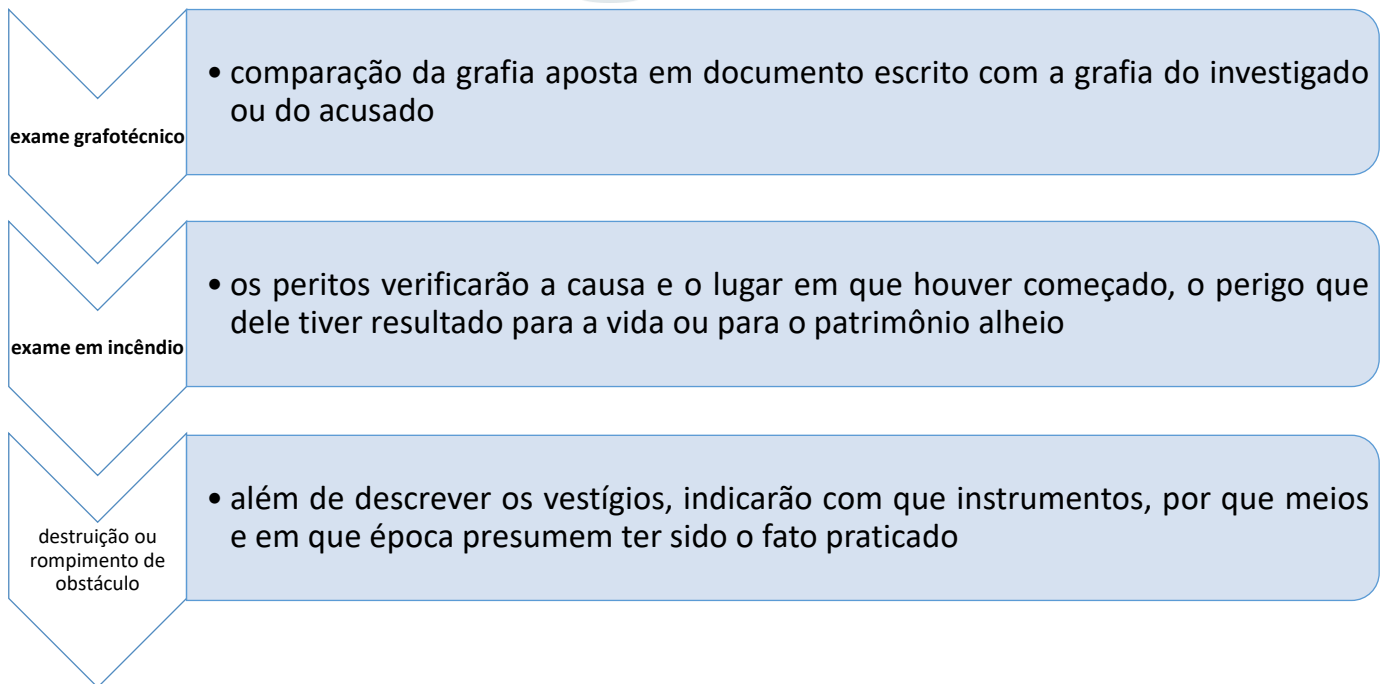 exame grafotécnico
• comparação da grafia aposta em documento escrito com a grafia do investigado
ou do acusado
exame em incêndio
• os peritos verificarão a causa e o lugar em que houver começado, o perigo que
dele tiver resultado para a vida ou para o patrimônio alheio
destruição ou
rompimento de
obstáculo
• além de descrever os vestígios, indicarão com que instrumentos, por que meios
e em que época presumem ter sido o fato praticado